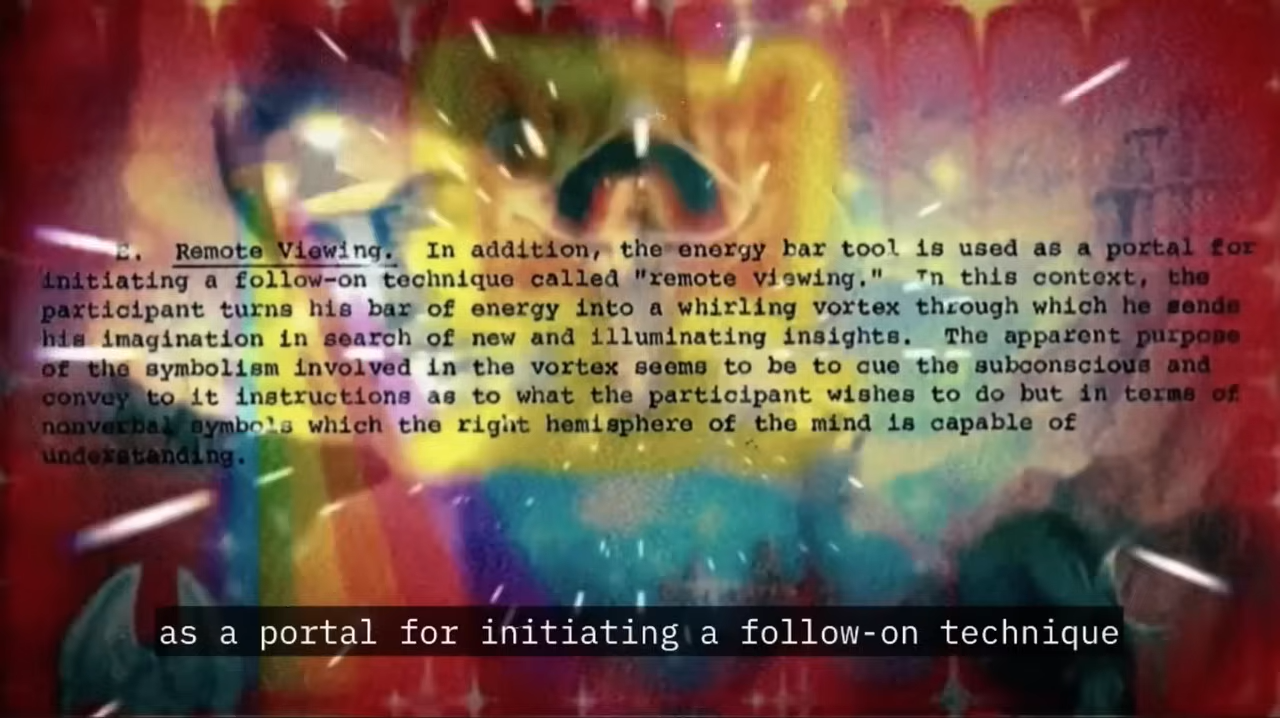 E. Remote Viewing. In addition, the energy bar tool is used as a portal for
initiating a follow-on technique called "remote viewing." In this context, the
participant turns his bar of energy into a whirling vortex through which he sends
his imagination in search of new and illuminating insights. The apparent purpose
of the symbolism involved in the vortex seems to be to cue the subconscious and
convey to it instructions as to what the participant wishes to do but in terms of
nonverbal symbols which the right hemisphere of the mind is capable of
understanding.
as a portal for initiating a follow-on technique